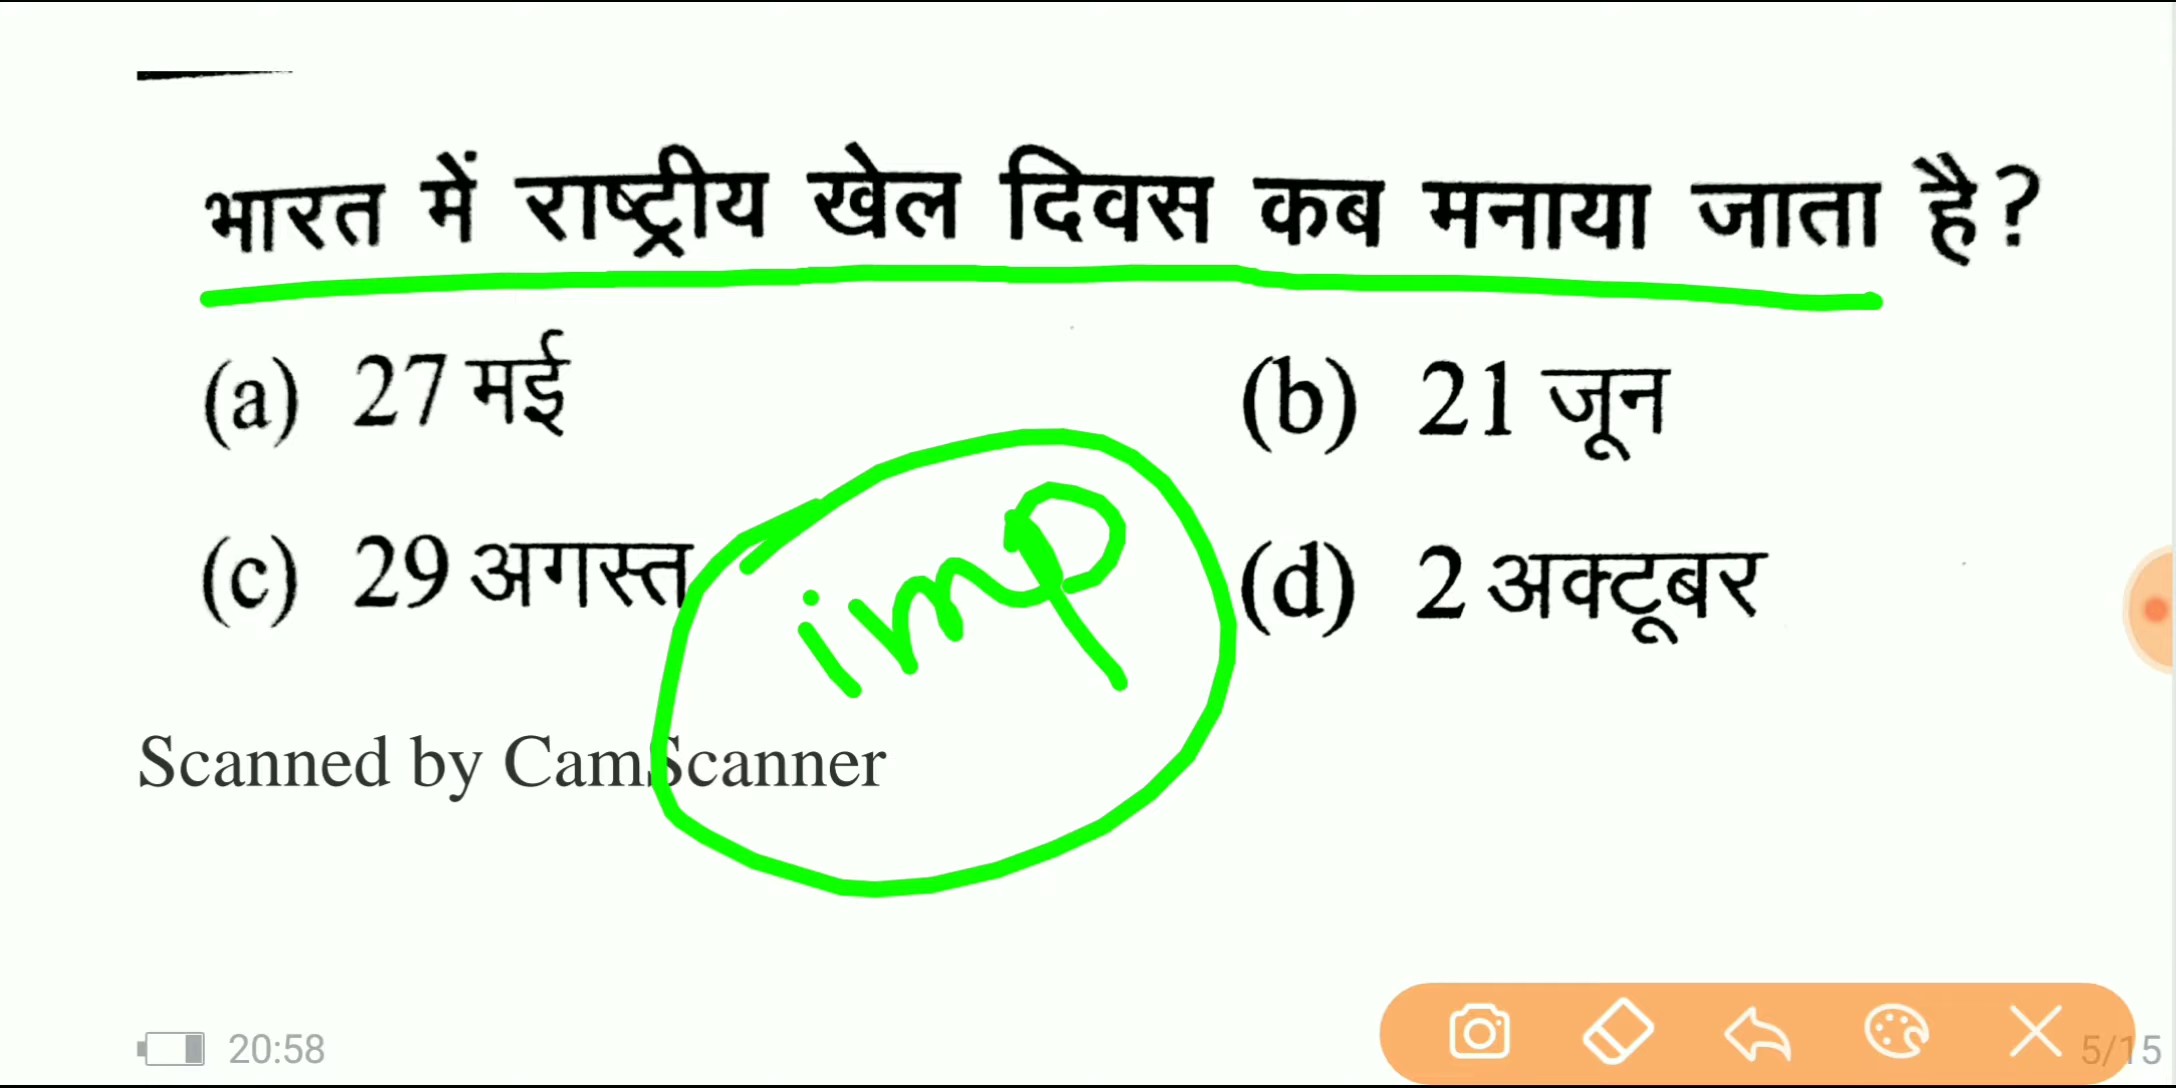 भारत में राष्ट्रीय खेल दिवस कब मनाया जाता है?
(a) 27 मई (b) 21 जून
(c) 29 अगस्त (d) 2 अक्टूबर
imp
Scanned by CamScanner
20:58 5/15